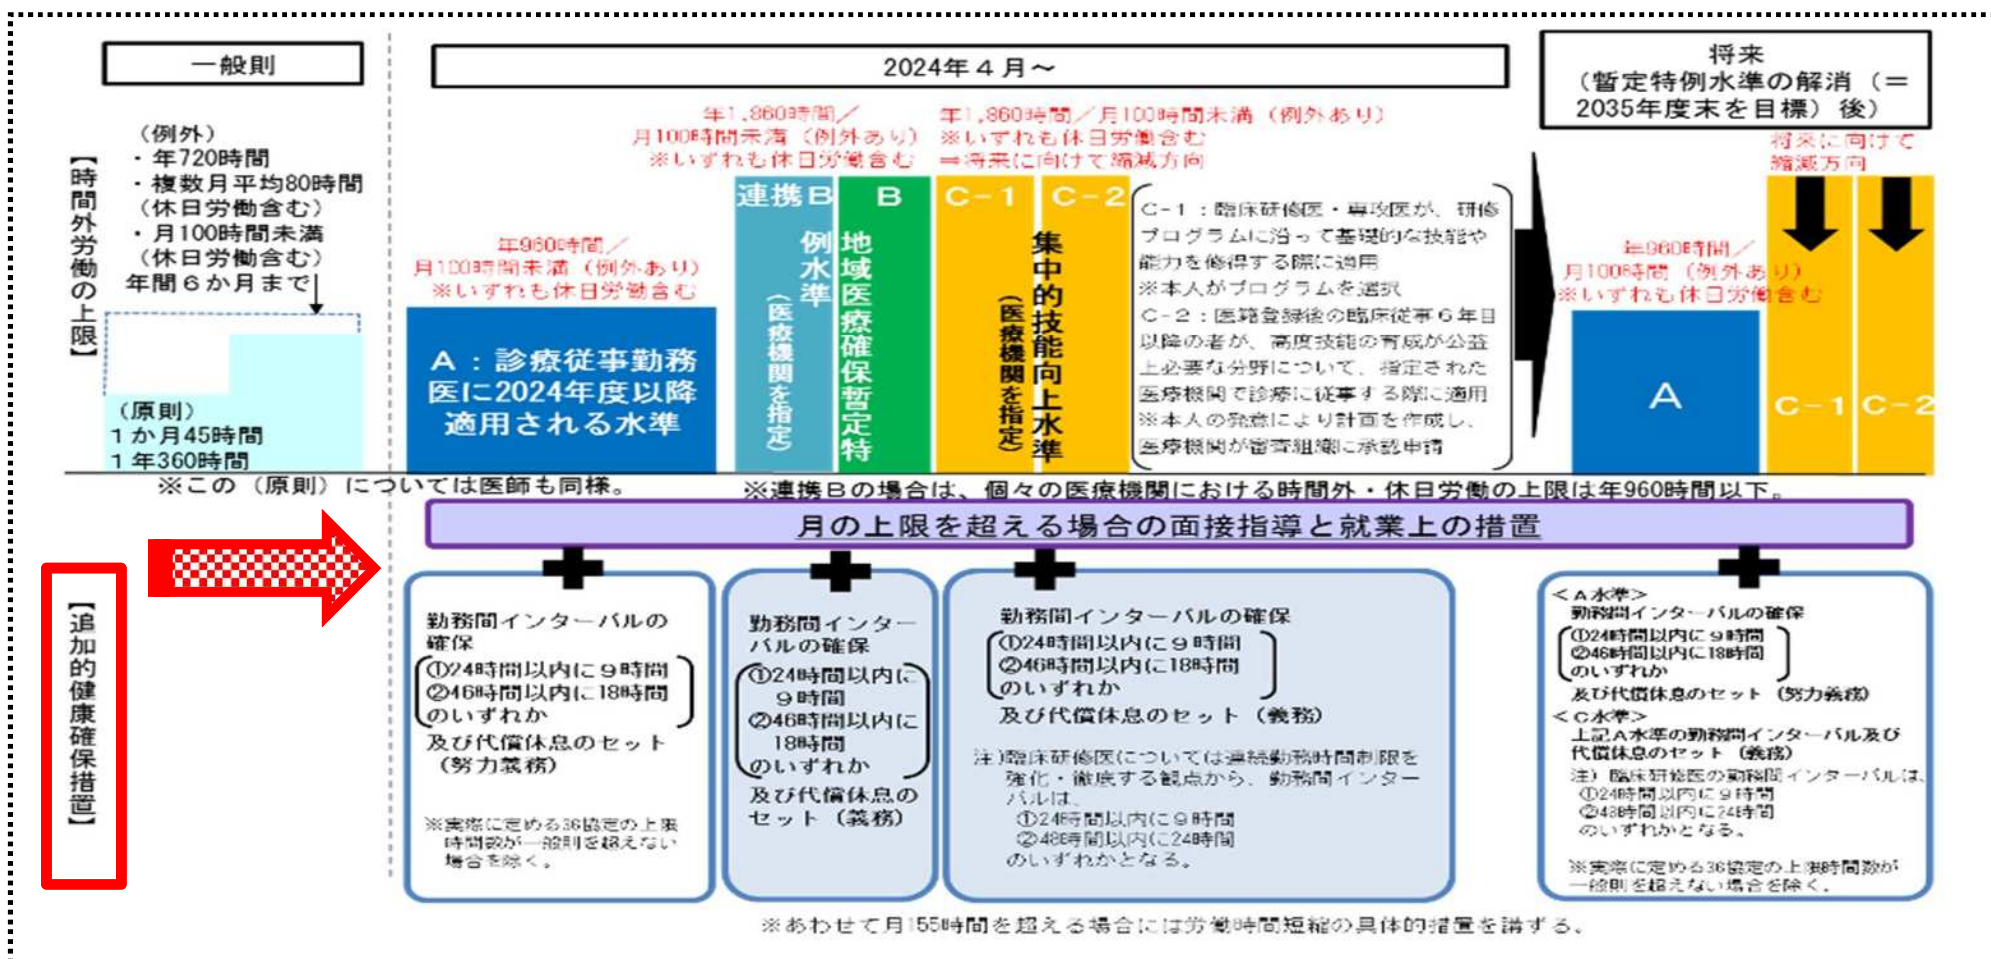 一般則
2024年４月～
将来
（暫定特例水準の解消（＝
2035年度末を目標）後）
【時間外労働の上限】
（例外）
・年720時間
・複数月平均80時間
（休日労働含む）
・月100時間未満
（休日労働含む）
年間６か月まで
（原則）
１か月45時間
１年360時間
年960時間／
月100時間未満（例外あり）
※いずれも休日労働含む
A：診療従事勤務
医に2024年度以降
適用される水準
年1,860時間／
月100時間未満（例外あり）
※いずれも休日労働含む
連携B
B
地域医療確保暫定特
例水準
（医療機関を指定）
年1,860時間／月100時間未満（例外あり）
※いずれも休日労働含む
⇒将来に向けて縮減方向
C-1
C-2
集中的技能向上水準
（医療機関を指定）
C-1：臨床研修医・専攻医が、研修
プログラムに沿って基礎的な技能や
能力を修得する際に適用
※本人がプログラムを選択
C-2：医籍登録後の臨床従事６年目
以降の者が、高度技能の育成が公益
上必要な分野について、指定された
医療機関で診療に従事する際に適用
※本人の発意により計画を作成し、
医療機関が審査組織に承認申請
将来に向けて
縮減方向
年960時間／
月100時間（例外あり）
※いずれも休日労働含む
A
C-1
C-2
※この（原則）については医師も同様。
※連携Bの場合は、個々の医療機関における時間外・休日労働の上限は年960時間以下。
月の上限を超える場合の面接指導と就業上の措置
【追加的健康確保措置】
勤務間インターバルの
確保
①24時間以内に９時間
②46時間以内に18時間
のいずれか
及び代償休息のセット
（努力義務）
※実際に定める36協定の上限
時間数が一般則を超えない
場合を除く。
勤務間インター
バルの確保
①24時間以内に
９時間
②46時間以内に
18時間
のいずれか
及び代償休息の
セット（義務）
勤務間インターバルの確保
①24時間以内に９時間
②46時間以内に18時間
のいずれか
及び代償休息のセット（義務）
注）臨床研修医については連続勤務時間制限を
強化・徹底する観点から、勤務間インター
バルは、
①24時間以内に９時間
②48時間以内に24時間
のいずれかとなる。
＜A水準＞
勤務間インターバルの確保
①24時間以内に９時間
②46時間以内に18時間
のいずれか
及び代償休息のセット（努力義務）
＜C水準＞
上記A水準の勤務間インターバル及び
代償休息のセット（義務）
注）臨床研修医の勤務間インターバルは、
①24時間以内に９時間
②48時間以内に24時間
のいずれかとなる。
※実際に定める36協定の上限時間数が
一般則を超えない場合を除く。
※あわせて月155時間を超える場合には労働時間短縮の具体的措置を講ずる。